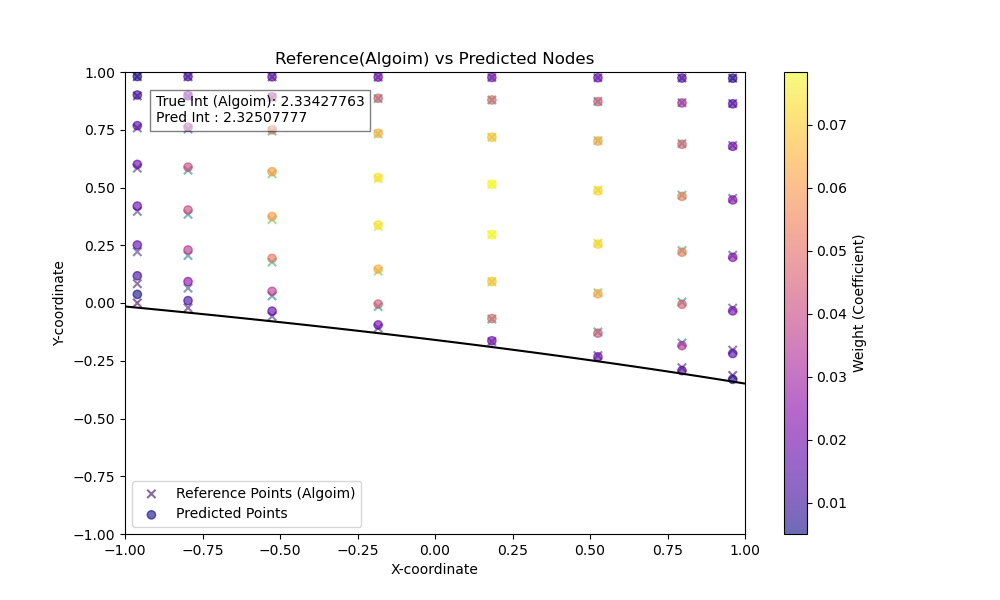 Reference(Algoim) vs Predicted Nodes
True Int (Algoim): 2.33427763
Pred Int : 2.32507777
1.00
0.75
0.50
0.25
0.00
−0.25
−0.50
−0.75
−1.00
Y-coordinate
Reference Points (Algoim)
Predicted Points
−1.00 −0.75 −0.50 −0.25 0.00 0.25 0.50 0.75 1.00
X-coordinate
0.07
0.06
0.05
0.04
0.03
0.02
0.01
Weight (Coefficient)